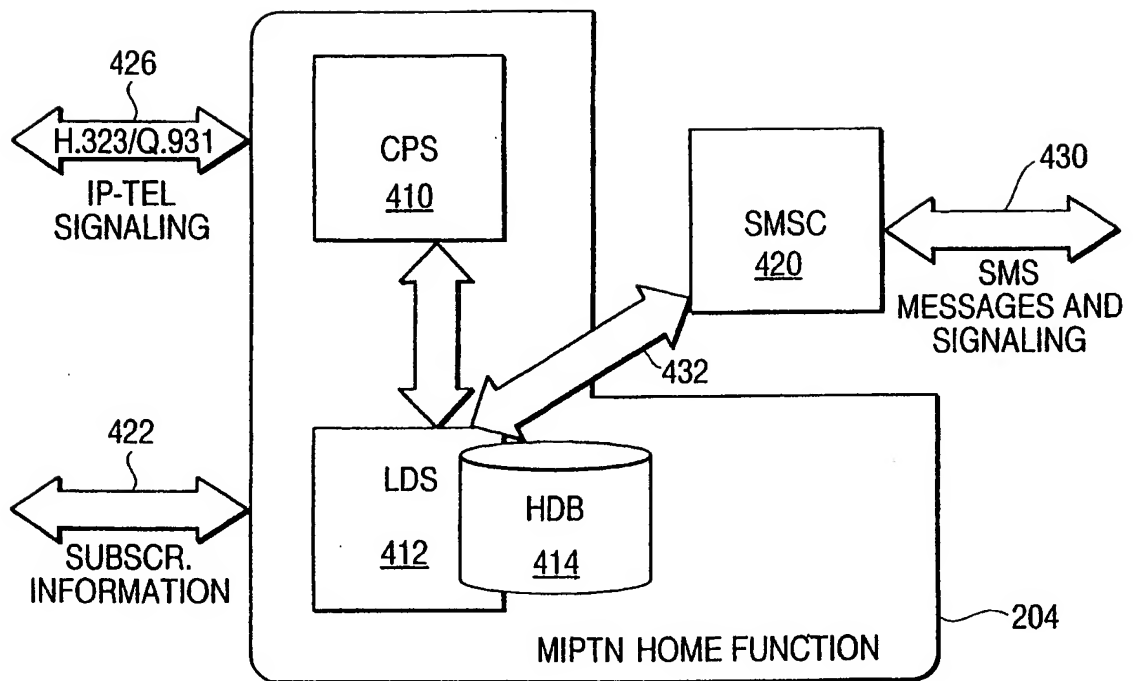 426
H.323/Q.931
IP-TEL
SIGNALING
CPS
410
SMSC
420
430
SMS
MESSAGES AND
SIGNALING
432
422
SUBSCR.
INFORMATION
LDS
412
HDB
414
204
MIPTN HOME FUNCTION